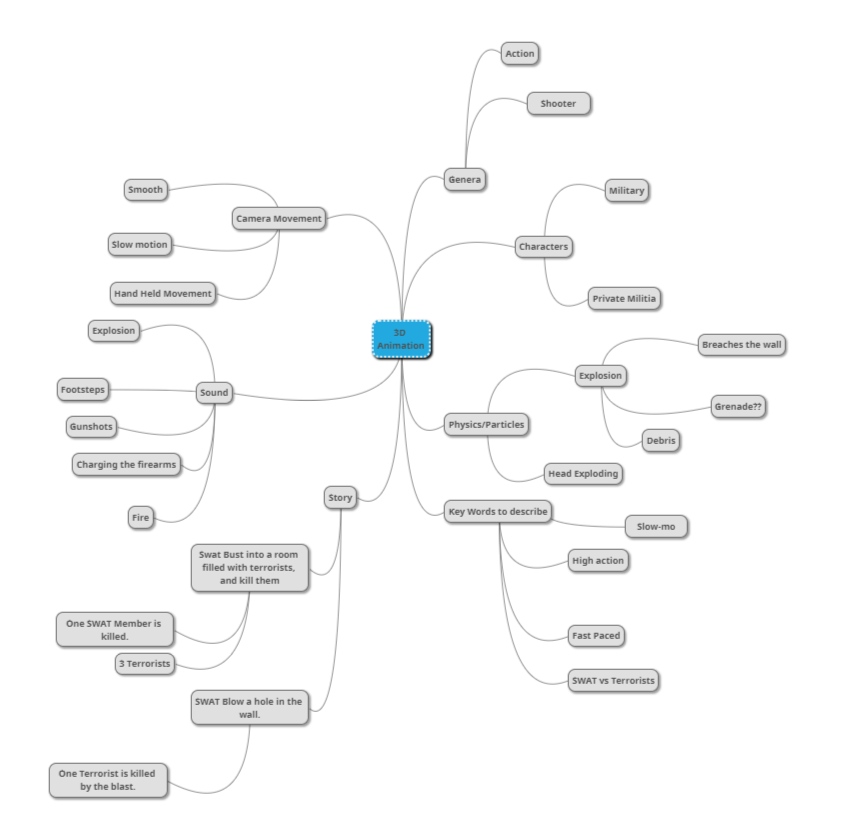 3D
Animation
Genera
Action
Shooter
Characters
Military
Private Militia
Physics/Particles
Explosion
Breaches the wall
Grenade??
Debris
Head Exploding
Key Words to describe
Slow-mo
High action
Fast Paced
SWAT vs Terrorists
Camera Movement
Smooth
Slow motion
Hand Held Movement
Sound
Explosion
Footsteps
Gunshots
Charging the firearms
Fire
Story
Swat Bust into a room
filled with terrorists,
and kill them
One SWAT Member is
killed.
3 Terrorists
SWAT Blow a hole in the
wall.
One Terrorist is killed
by the blast.